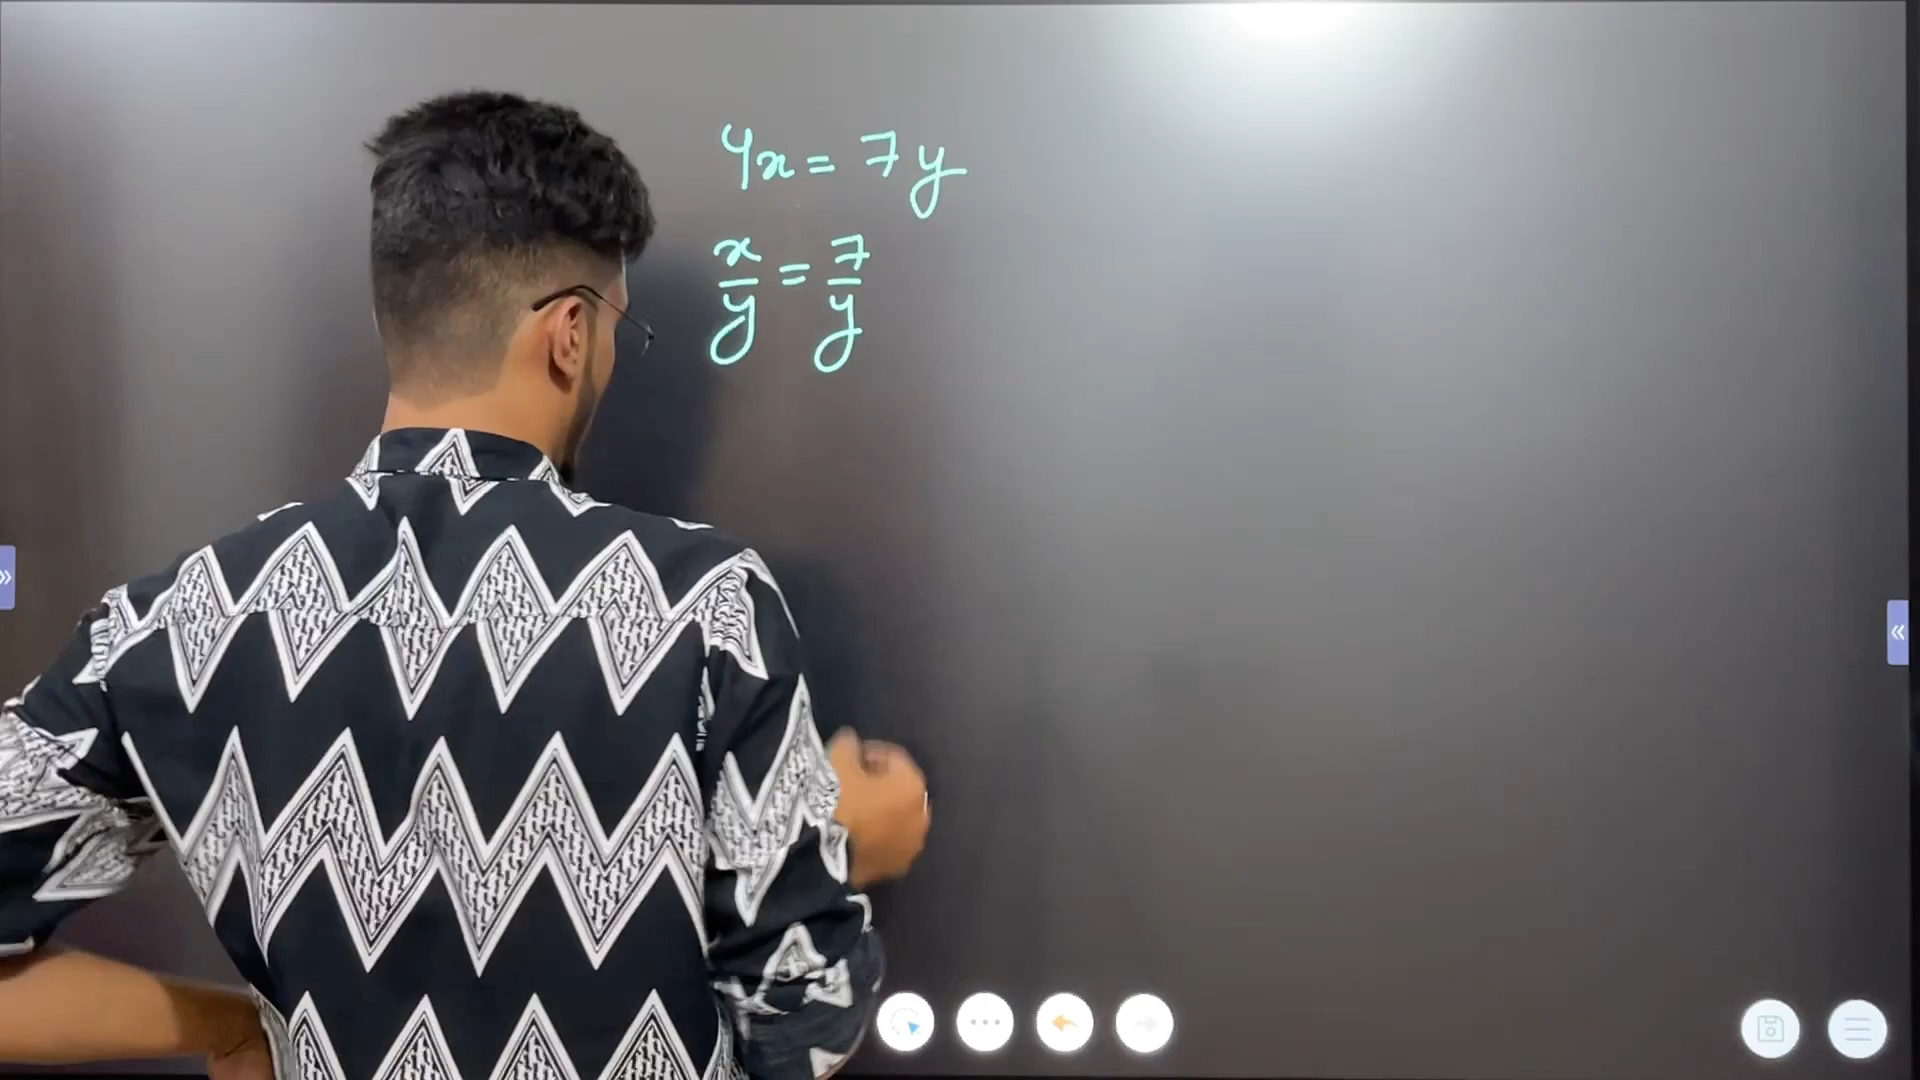 4x = 7y
x/y = 7/y